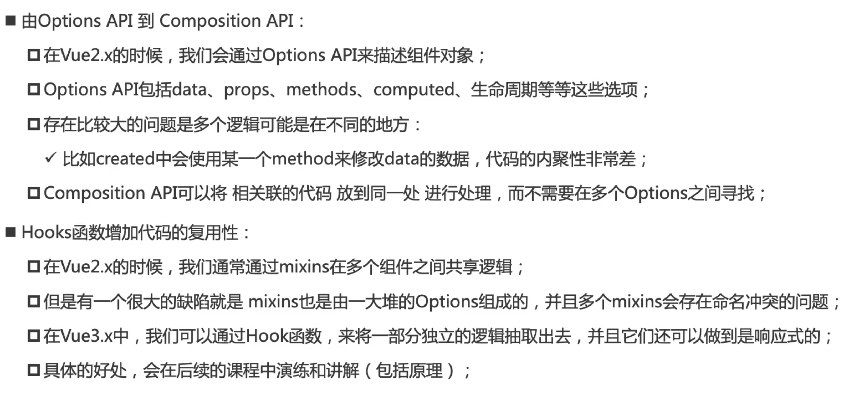 ■ 由Options API 到 Composition API：
❑ 在Vue2.x的时候，我们会通过Options API来描述组件对象；
❑ Options API包括data、props、methods、computed、生命周期等等这些选项；
❑ 存在比较大的问题是多个逻辑可能是在不同的地方：
✓ 比如created中会使用某一个method来修改data的数据，代码的内聚性非常差；
❑ Composition API可以将 相关联的代码 放到同一处 进行处理，而不需要在多个Options之间寻找；
■ Hooks函数增加代码的复用性：
❑ 在Vue2.x的时候，我们通常通过mixins在多个组件之间共享逻辑；
❑ 但是有一个很大的缺陷就是 mixins也是由一大堆的Options组成的，并且多个mixins会存在命名冲突的问题；
❑ 在Vue3.x中，我们可以通过Hook函数，来将一部分独立的逻辑抽取出去，并且它们还可以做到是响应式的；
❑ 具体的好处，会在后续的课程中演练和讲解（包括原理）；